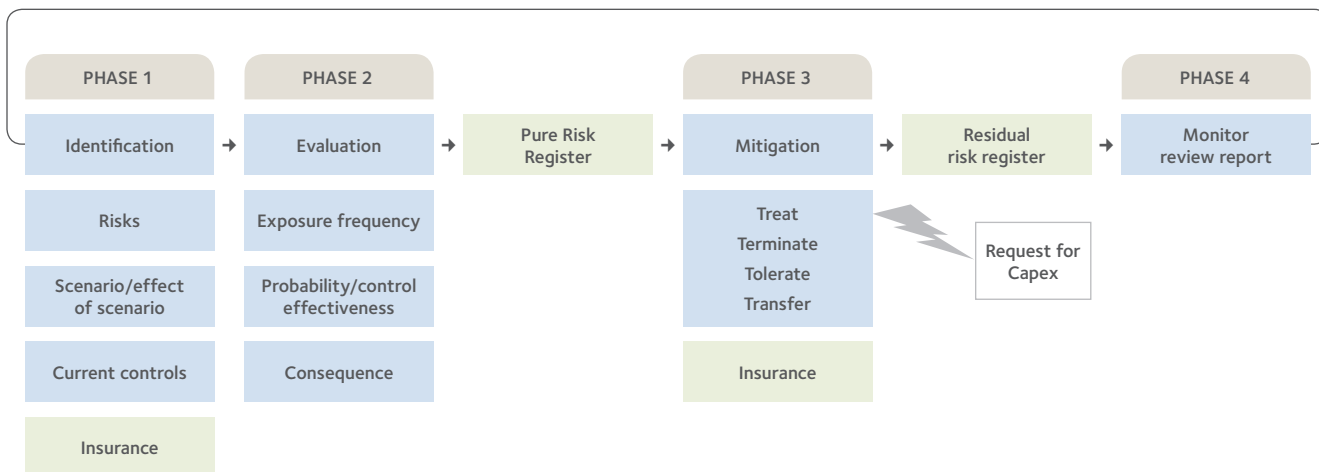 PHASE 1
PHASE 2
PHASE 3
PHASE 4
Identification
Evaluation
Pure Risk
Register
Mitigation
Residual
risk register
Monitor
review report
Risks
Scenario/effect
of scenario
Current controls
Insurance
Exposure frequency
Probability/control
effectiveness
Consequence
Treat
Terminate
Tolerate
Transfer
Insurance
Request for
Capex